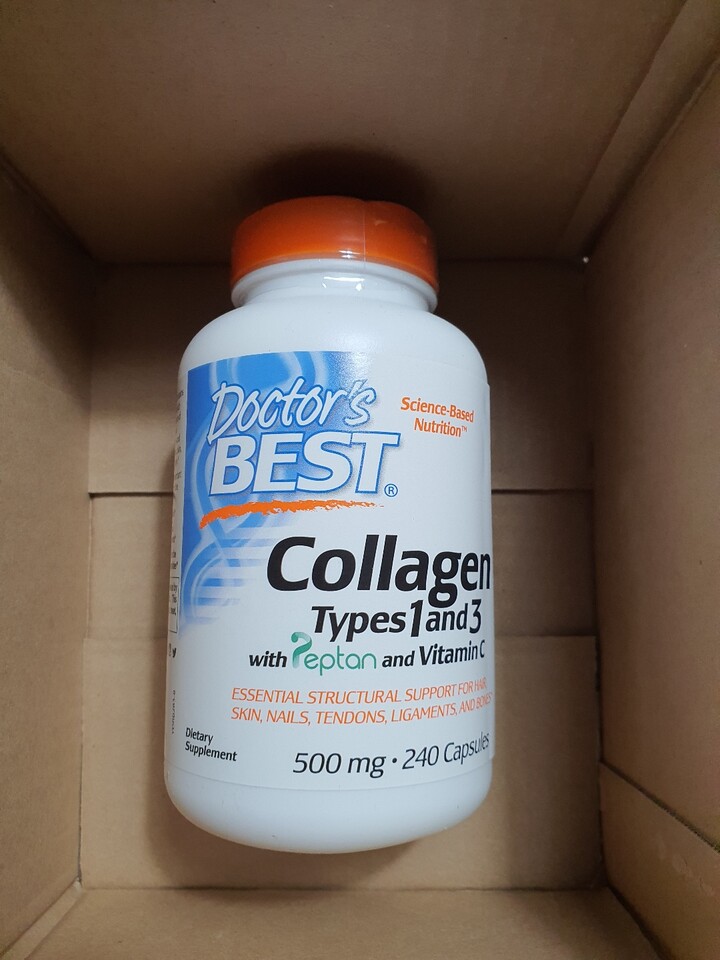 Doctor's
BEST®
Science-Based
Nutrition™
Collagen
Types 1 and 3
with Peptan and Vitamin C
ESSENTIAL STRUCTURAL SUPPORT FOR HAIR,
SKIN, NAILS, TENDONS, LIGAMENTS, AND BONES
Dietary
Supplement
500 mg • 240 Capsules